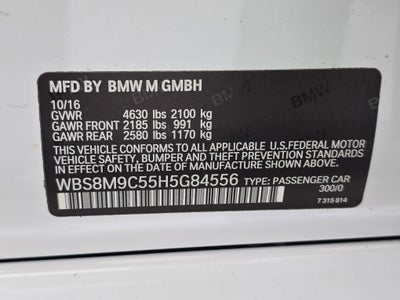 MFD BY BMW M GMBH
10/16
GVWR 4630 lbs 2100 kg
GAWR FRONT 2185 lbs 991 kg
GAWR REAR 2580 lbs 1170 kg
THIS VEHICLE CONFORMS TO ALL APPLICABLE U.S.FEDERAL MOTOR
VEHICLE SAFETY, BUMPER, AND THEFT PREVENTION STANDARDS
IN EFFECT ON THE DATE OF MANUFACTURE SHOWN ABOVE.
WBS8M9C55H5G84556 TYPE: PASSENGER CAR
300/0
7 315 814